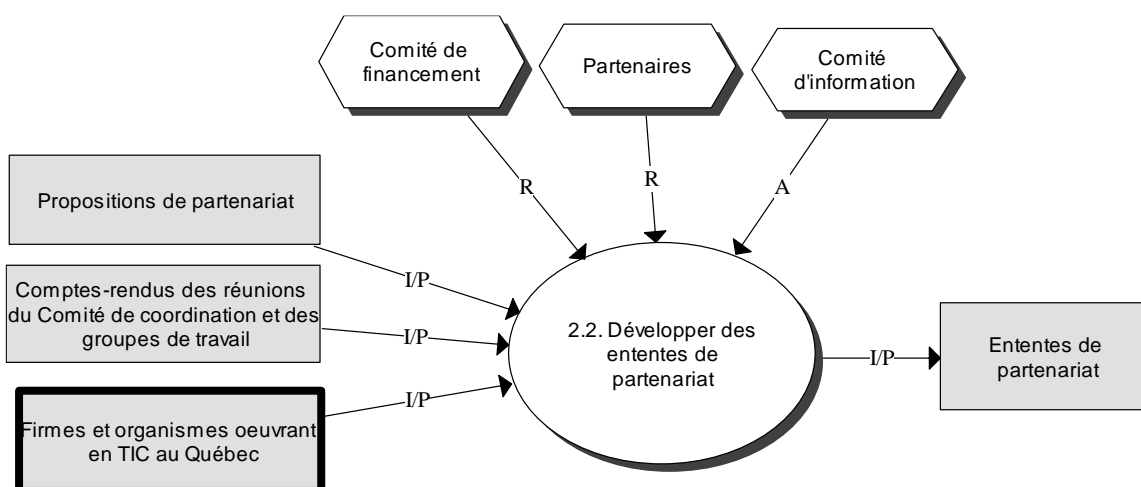 Comité de
financement
Partenaires
Comité
d'information
R
R
A
Propositions de partenariat
I/P
Comptes-rendus des réunions
du Comité de coordination et des
groupes de travail
I/P
Firmes et organismes oeuvrant
en TIC au Québec
I/P
2.2. Développer des
ententes de
partenariat
I/P
Ententes de
partenariat